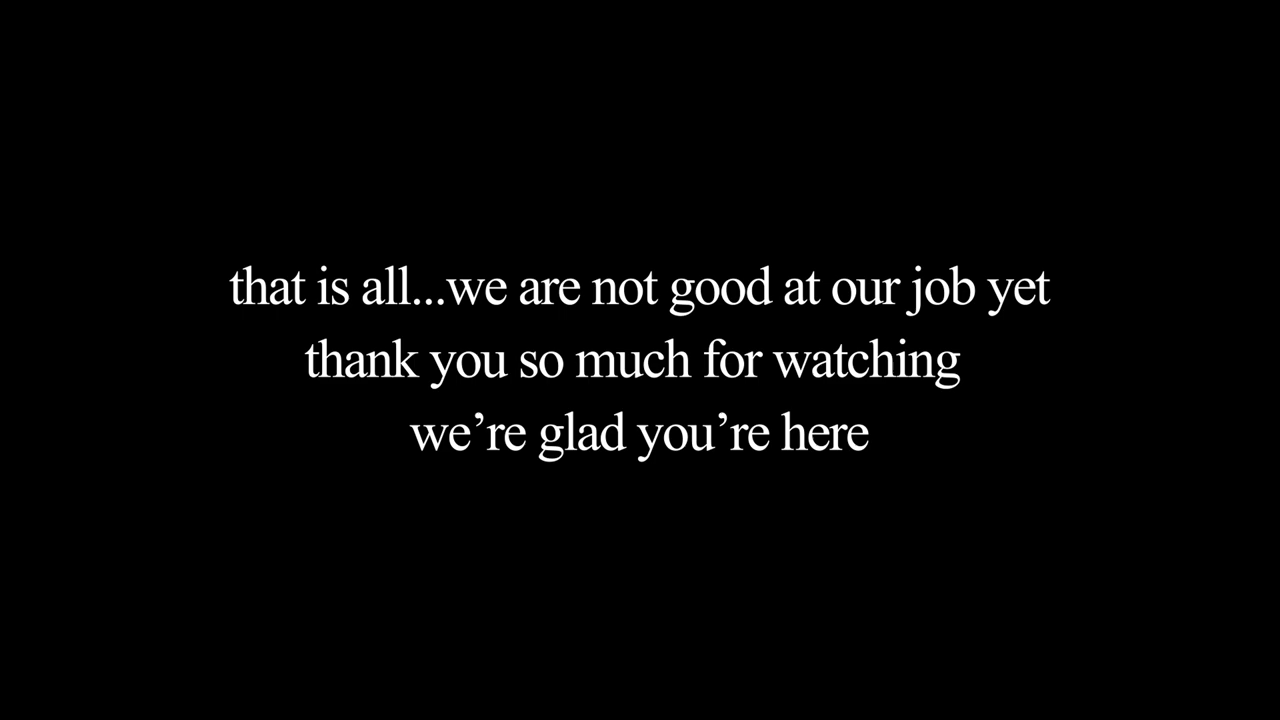 that is all...we are not good at our job yet
thank you so much for watching
we’re glad you’re here